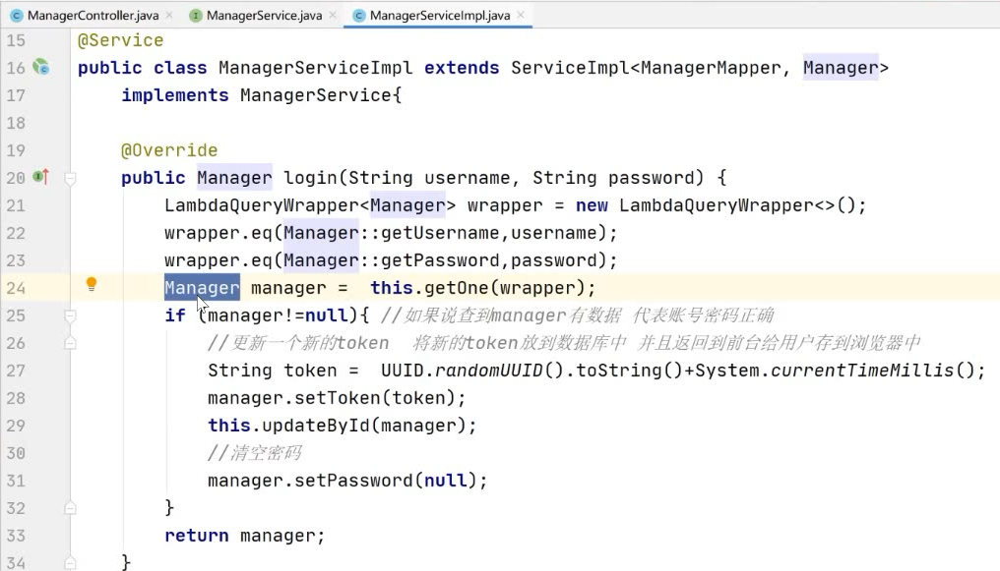 ManagerController.java ManagerService.java ManagerServiceImpl.java
15 @Service
16 public class ManagerServiceImpl extends ServiceImpl<ManagerMapper, Manager>
17 implements ManagerService{
18
19 @Override
20 public Manager login(String username, String password) {
21 LambdaQueryWrapper<Manager> wrapper = new LambdaQueryWrapper<>();
22 wrapper.eq(Manager::getUsername,username);
23 wrapper.eq(Manager::getPassword,password);
24 Manager manager = this.getOne(wrapper);
25 if (manager!=null){ //如果说查到manager有数据 代表账号密码正确
26 //更新一个新的token 将新的token放到数据库中 并且返回到前台给用户存到浏览器中
27 String token = UUID.randomUUID().toString()+System.currentTimeMillis();
28 manager.setToken(token);
29 this.updateById(manager);
30 //清空密码
31 manager.setPassword(null);
32 }
33 return manager;
34 }